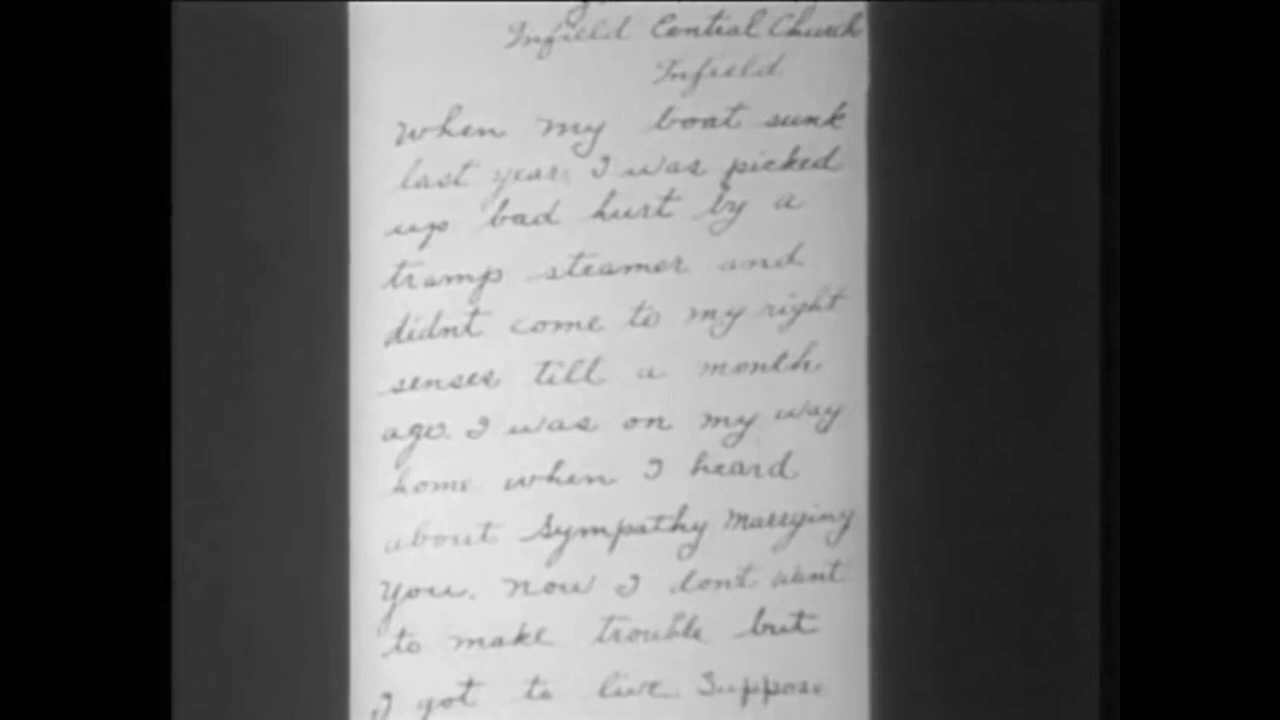 Infield Central Church
Infield
When my boat sunk
last year, I was picked
up bad hurt by a
tramp steamer and
didnt come to my right
senses till a month
ago. I was on my way
home when I heard
about Sympathy Marrying
you. Now I dont want
to make trouble but
I got to live Suppose